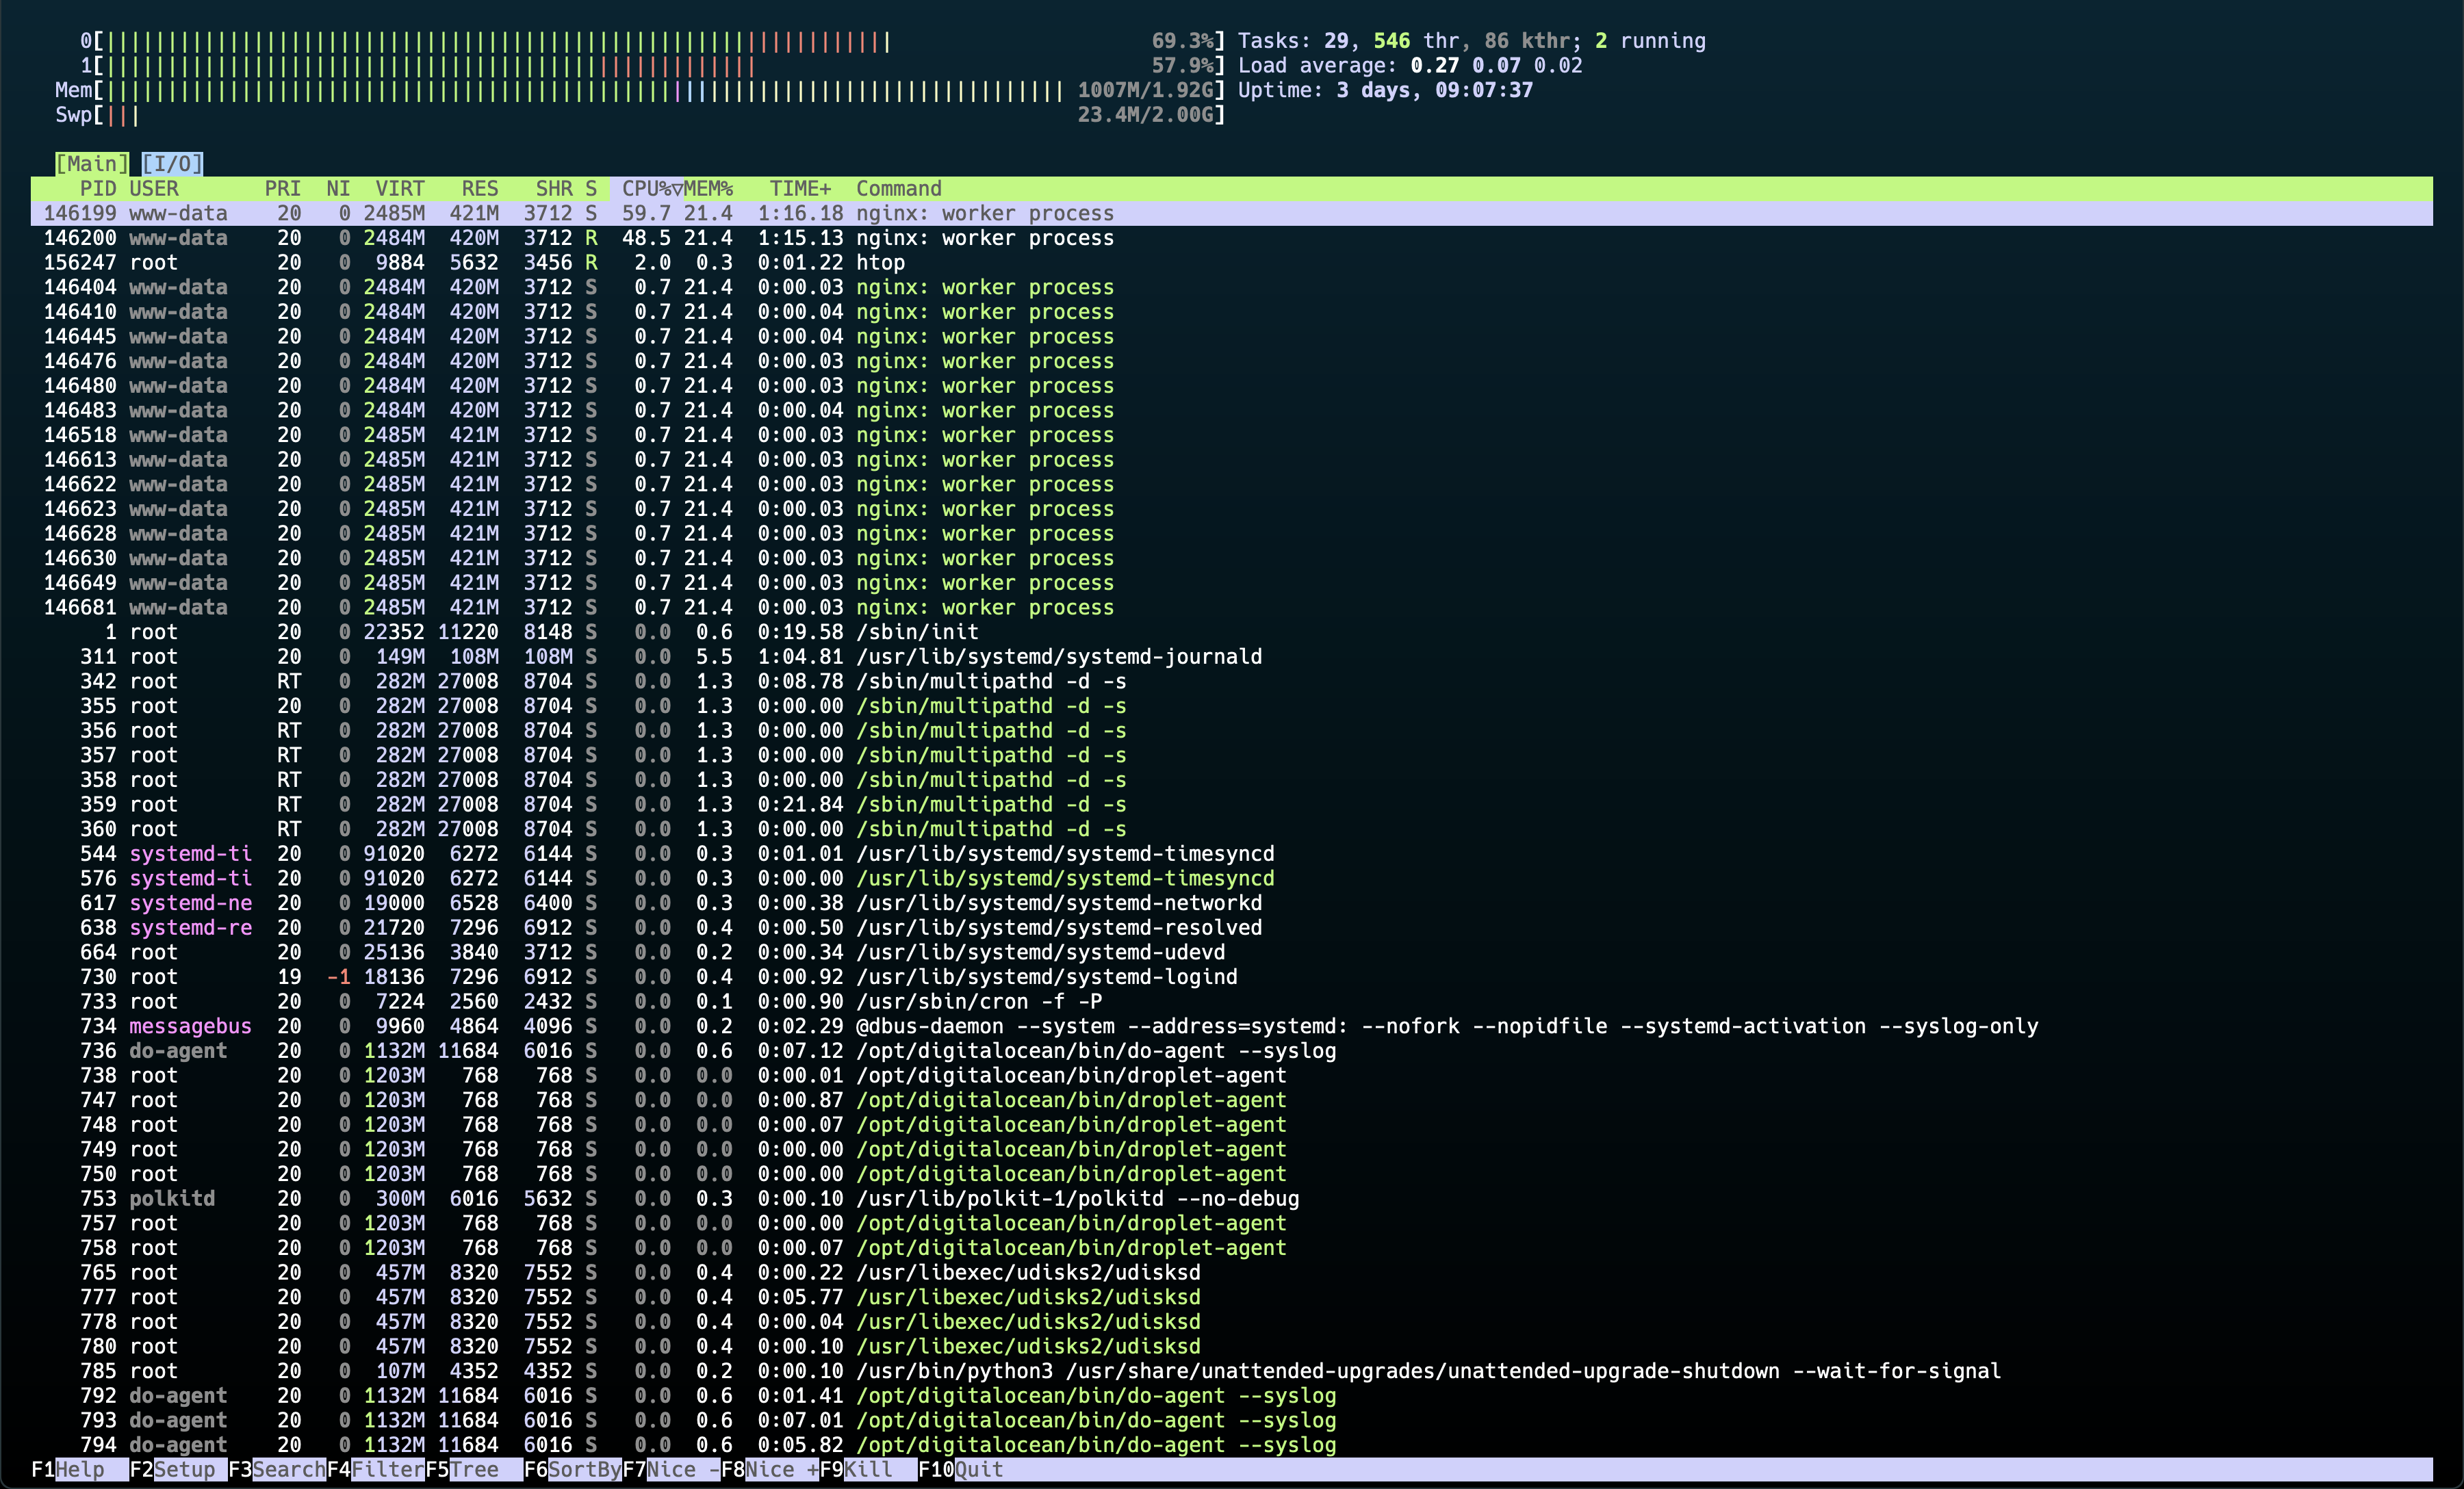 0[ 69.3%] Tasks: 29, 546 thr, 86 kthr; 2 running
1[ 57.9%] Load average: 0.27 0.07 0.02
Mem[ 1007M/1.92G] Uptime: 3 days, 09:07:37
Swp[ 23.4M/2.00G]
[Main] [I/O]
PID USER PRI NI VIRT RES SHR S CPU%▽MEM% TIME+ Command
146199 www-data 20 0 2485M 421M 3712 S 59.7 21.4 1:16.18 nginx: worker process
146200 www-data 20 0 2484M 420M 3712 R 48.5 21.4 1:15.13 nginx: worker process
156247 root 20 0 9884 5632 3456 R 2.0 0.3 0:01.22 htop
146404 www-data 20 0 2484M 420M 3712 S 0.7 21.4 0:00.03 nginx: worker process
146410 www-data 20 0 2484M 420M 3712 S 0.7 21.4 0:00.04 nginx: worker process
146445 www-data 20 0 2484M 420M 3712 S 0.7 21.4 0:00.04 nginx: worker process
146476 www-data 20 0 2484M 420M 3712 S 0.7 21.4 0:00.03 nginx: worker process
146480 www-data 20 0 2484M 420M 3712 S 0.7 21.4 0:00.03 nginx: worker process
146483 www-data 20 0 2484M 420M 3712 S 0.7 21.4 0:00.04 nginx: worker process
146518 www-data 20 0 2485M 421M 3712 S 0.7 21.4 0:00.03 nginx: worker process
146613 www-data 20 0 2485M 421M 3712 S 0.7 21.4 0:00.03 nginx: worker process
146622 www-data 20 0 2485M 421M 3712 S 0.7 21.4 0:00.03 nginx: worker process
146623 www-data 20 0 2485M 421M 3712 S 0.7 21.4 0:00.03 nginx: worker process
146628 www-data 20 0 2485M 421M 3712 S 0.7 21.4 0:00.03 nginx: worker process
146630 www-data 20 0 2485M 421M 3712 S 0.7 21.4 0:00.03 nginx: worker process
146649 www-data 20 0 2485M 421M 3712 S 0.7 21.4 0:00.03 nginx: worker process
146681 www-data 20 0 2485M 421M 3712 S 0.7 21.4 0:00.03 nginx: worker process
1 root 20 0 22352 11220 8148 S 0.0 0.6 0:19.58 /sbin/init
311 root 20 0 149M 108M 108M S 0.0 5.5 1:04.81 /usr/lib/systemd/systemd-journald
342 root RT 0 282M 27008 8704 S 0.0 1.3 0:08.78 /sbin/multipathd -d -s
355 root 20 0 282M 27008 8704 S 0.0 1.3 0:00.00 /sbin/multipathd -d -s
356 root RT 0 282M 27008 8704 S 0.0 1.3 0:00.00 /sbin/multipathd -d -s
357 root RT 0 282M 27008 8704 S 0.0 1.3 0:00.00 /sbin/multipathd -d -s
358 root RT 0 282M 27008 8704 S 0.0 1.3 0:00.00 /sbin/multipathd -d -s
359 root RT 0 282M 27008 8704 S 0.0 1.3 0:21.84 /sbin/multipathd -d -s
360 root RT 0 282M 27008 8704 S 0.0 1.3 0:00.00 /sbin/multipathd -d -s
544 systemd-ti 20 0 91020 6272 6144 S 0.0 0.3 0:01.01 /usr/lib/systemd/systemd-timesyncd
576 systemd-ti 20 0 91020 6272 6144 S 0.0 0.3 0:00.00 /usr/lib/systemd/systemd-timesyncd
617 systemd-ne 20 0 19000 6528 6400 S 0.0 0.3 0:00.38 /usr/lib/systemd/systemd-networkd
638 systemd-re 20 0 21720 7296 6912 S 0.0 0.4 0:00.50 /usr/lib/systemd/systemd-resolved
664 root 20 0 25136 3840 3712 S 0.0 0.2 0:00.34 /usr/lib/systemd/systemd-udevd
730 root 19 -1 18136 7296 6912 S 0.0 0.4 0:00.92 /usr/lib/systemd/systemd-logind
733 root 20 0 7224 2560 2432 S 0.0 0.1 0:00.90 /usr/sbin/cron -f -P
734 messagebus 20 0 9960 4864 4096 S 0.0 0.2 0:02.29 @dbus-daemon --system --address=systemd: --nofork --nopidfile --systemd-activation --syslog-only
736 do-agent 20 0 1132M 11684 6016 S 0.0 0.6 0:07.12 /opt/digitalocean/bin/do-agent --syslog
738 root 20 0 1203M 768 768 S 0.0 0.0 0:00.01 /opt/digitalocean/bin/droplet-agent
747 root 20 0 1203M 768 768 S 0.0 0.0 0:00.87 /opt/digitalocean/bin/droplet-agent
748 root 20 0 1203M 768 768 S 0.0 0.0 0:00.07 /opt/digitalocean/bin/droplet-agent
749 root 20 0 1203M 768 768 S 0.0 0.0 0:00.00 /opt/digitalocean/bin/droplet-agent
750 root 20 0 1203M 768 768 S 0.0 0.0 0:00.00 /opt/digitalocean/bin/droplet-agent
753 polkitd 20 0 300M 6016 5632 S 0.0 0.3 0:00.10 /usr/lib/polkit-1/polkitd --no-debug
757 root 20 0 1203M 768 768 S 0.0 0.0 0:00.00 /opt/digitalocean/bin/droplet-agent
758 root 20 0 1203M 768 768 S 0.0 0.0 0:00.07 /opt/digitalocean/bin/droplet-agent
765 root 20 0 457M 8320 7552 S 0.0 0.4 0:00.22 /usr/libexec/udisks2/udisksd
777 root 20 0 457M 8320 7552 S 0.0 0.4 0:05.77 /usr/libexec/udisks2/udisksd
778 root 20 0 457M 8320 7552 S 0.0 0.4 0:00.04 /usr/libexec/udisks2/udisksd
780 root 20 0 457M 8320 7552 S 0.0 0.4 0:00.10 /usr/libexec/udisks2/udisksd
785 root 20 0 107M 4352 4352 S 0.0 0.2 0:00.10 /usr/bin/python3 /usr/share/unattended-upgrades/unattended-upgrade-shutdown --wait-for-signal
792 do-agent 20 0 1132M 11684 6016 S 0.0 0.6 0:01.41 /opt/digitalocean/bin/do-agent --syslog
793 do-agent 20 0 1132M 11684 6016 S 0.0 0.6 0:07.01 /opt/digitalocean/bin/do-agent --syslog
794 do-agent 20 0 1132M 11684 6016 S 0.0 0.6 0:05.82 /opt/digitalocean/bin/do-agent --syslog
F1Help F2Setup F3SearchF4FilterF5Tree F6SortByF7Nice -F8Nice +F9Kill F10Quit